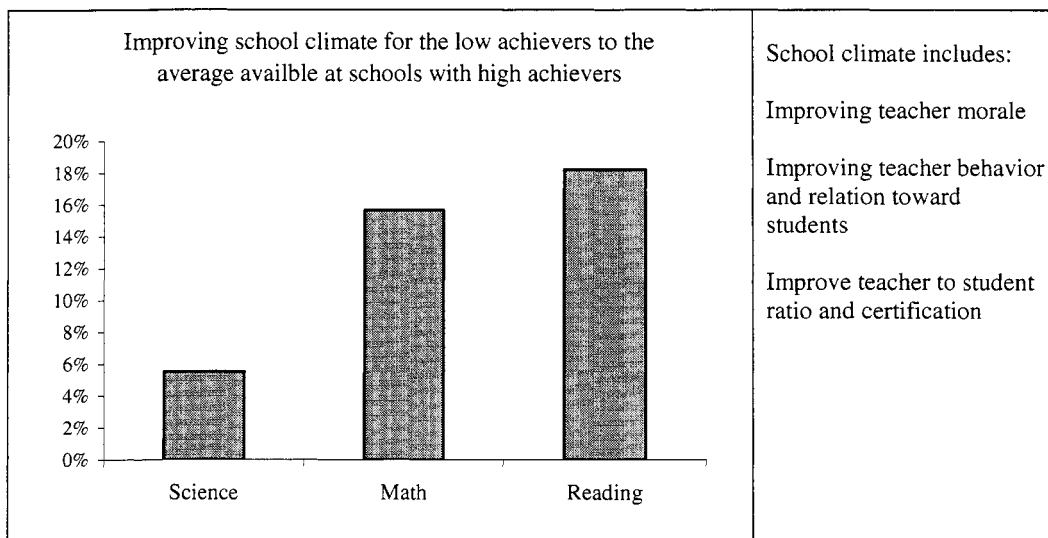 Improving school climate for the low achievers to the
average availble at schools with high achievers
20%
18%
16%
14%
12%
10%
8%
6%
4%
2%
0%
Science
Math
Reading
School climate includes:
Improving teacher morale
Improving teacher behavior
and relation toward
students
Improve teacher to student
ratio and certification